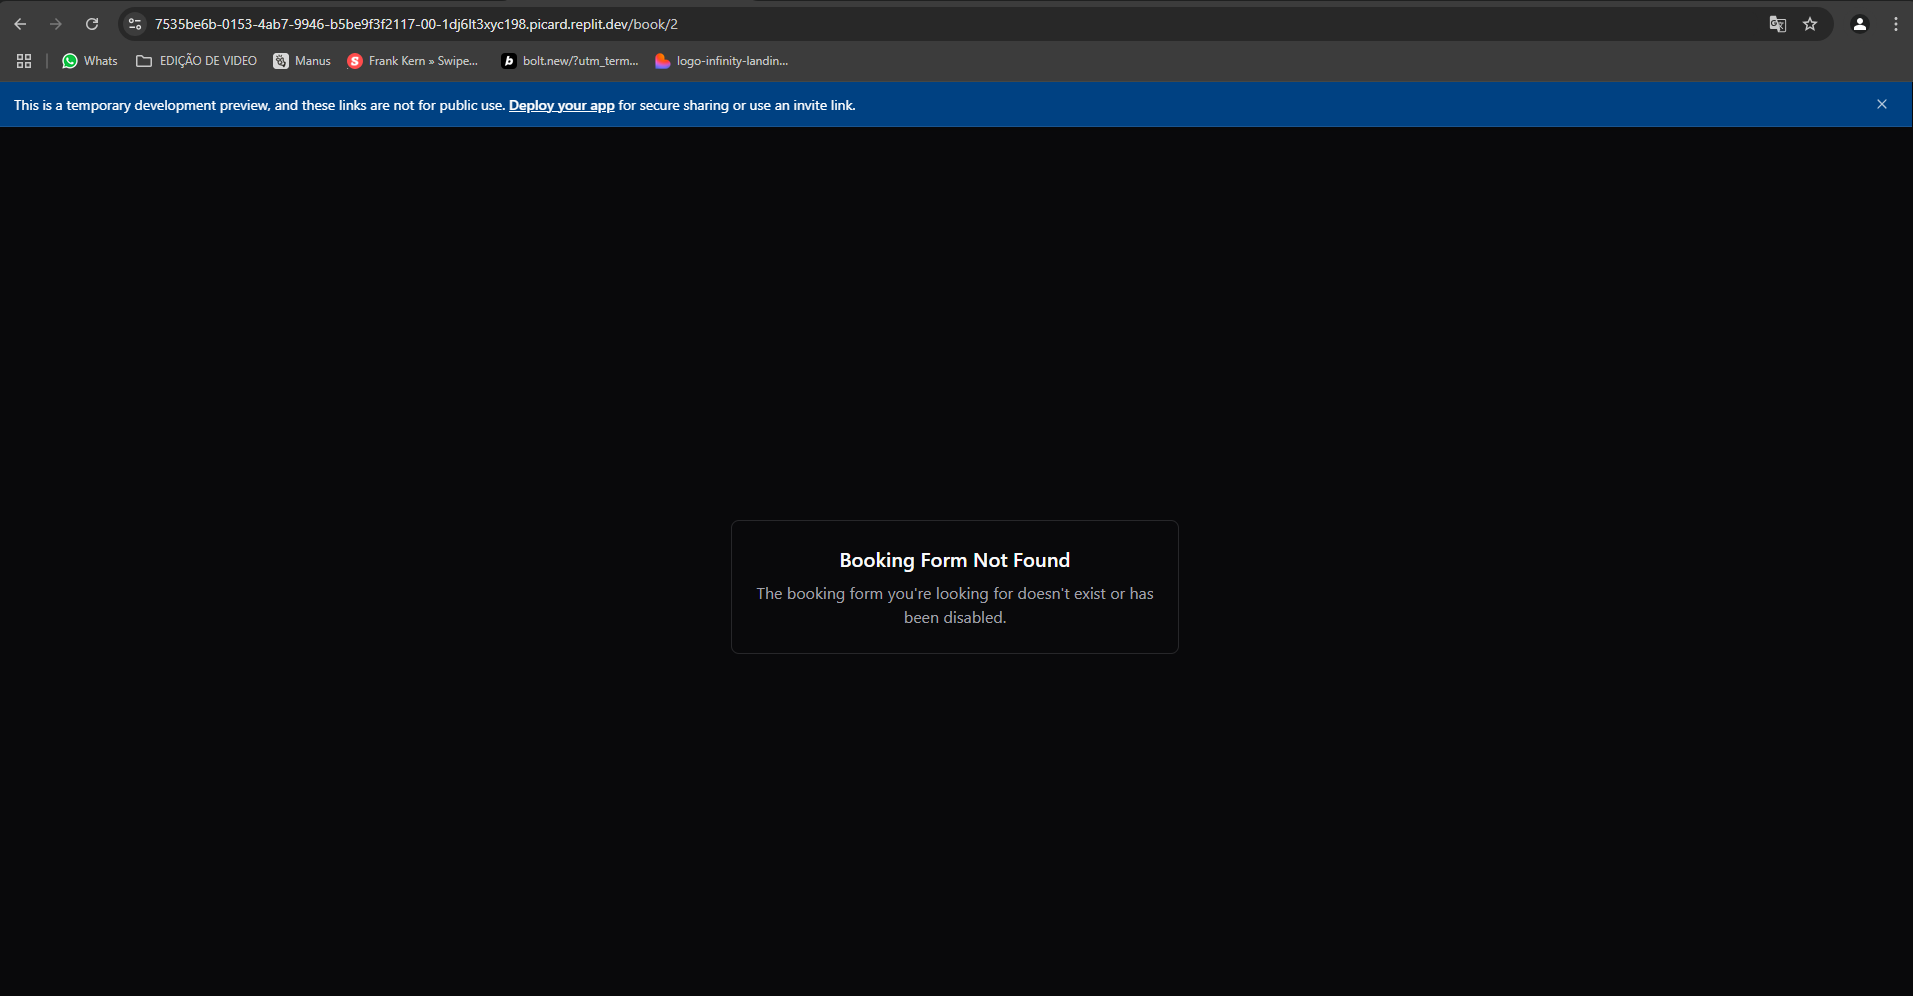 7535be6b-0153-4ab7-9946-b5be9f3f2117-00-1dj6lt3xyc198.picard.replit.dev/book/2
Whats EDIÇÃO DE VIDEO Manus Frank Kern » Swipe... bolt.new/?utm_term... logo-infinity-landin...
This is a temporary development preview, and these links are not for public use. Deploy your app for secure sharing or use an invite link.
Booking Form Not Found
The booking form you're looking for doesn't exist or has
been disabled.